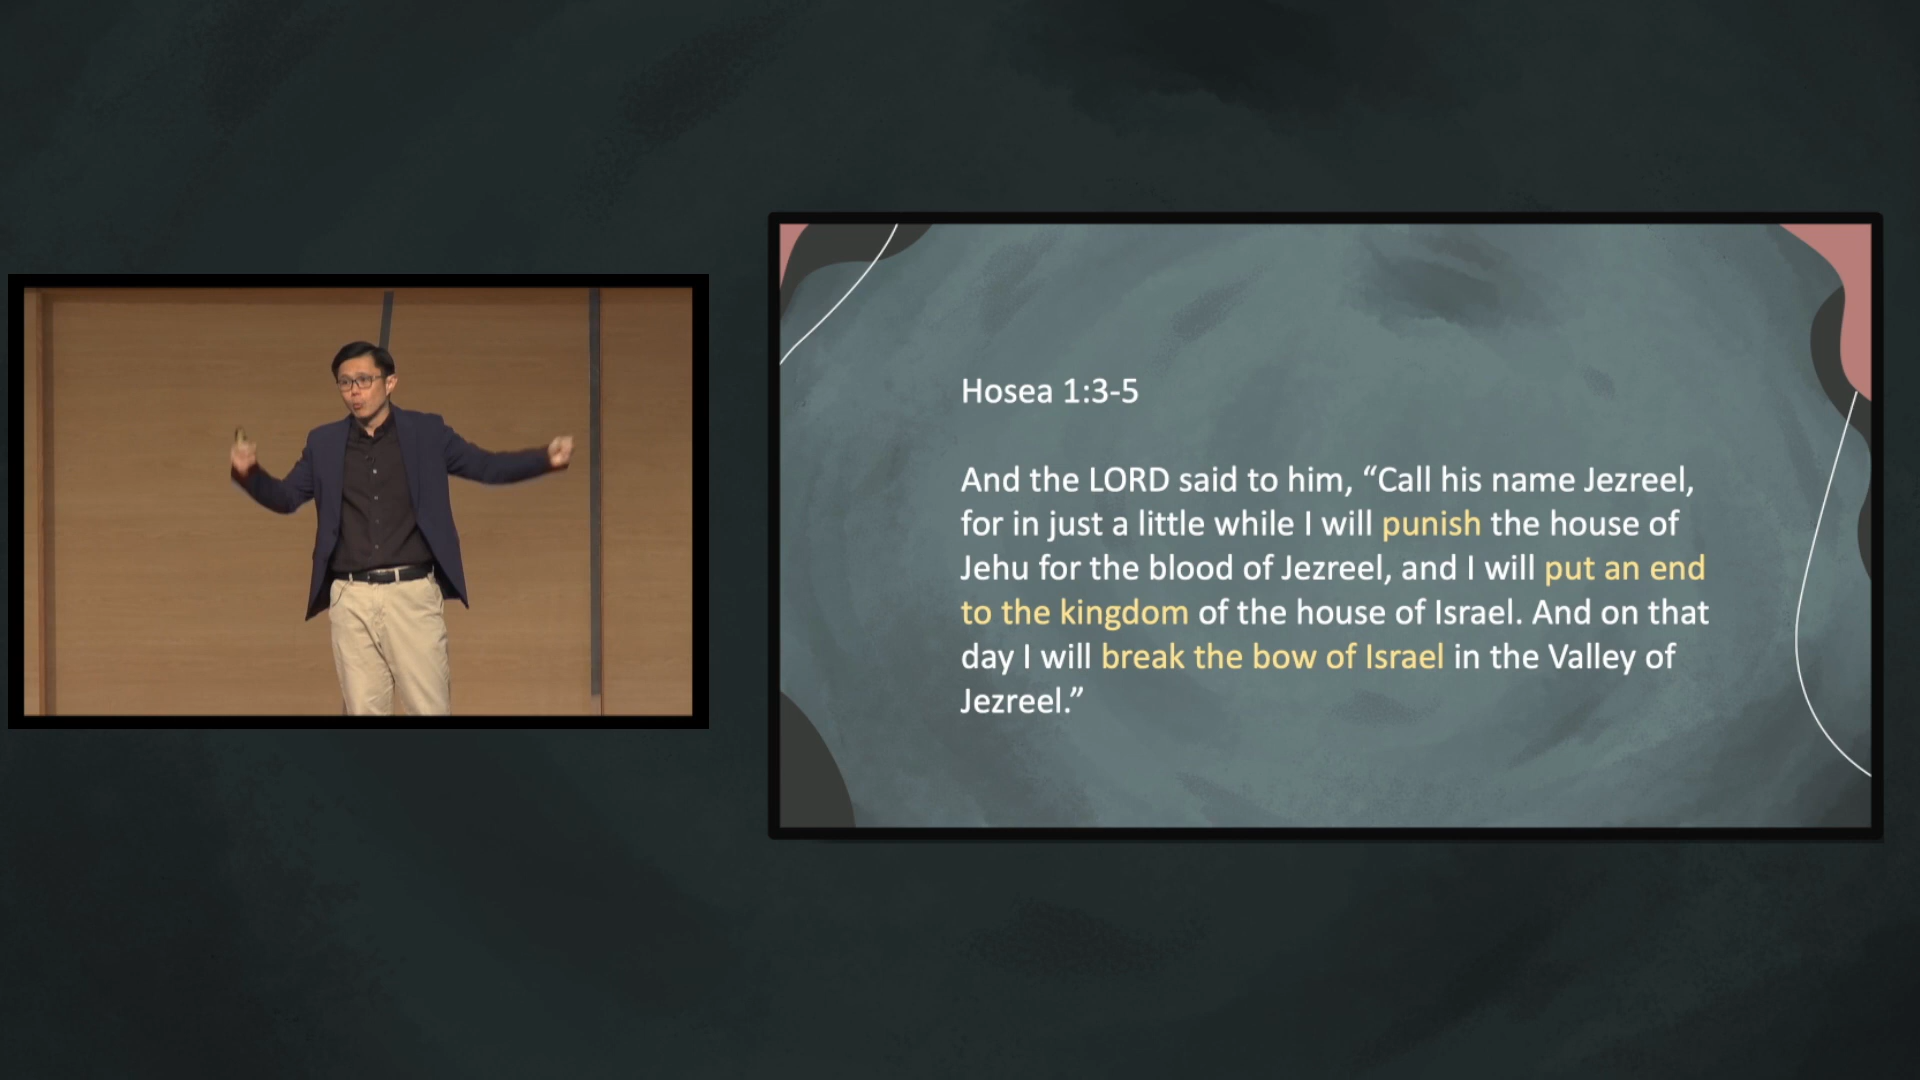 Hosea 1:3-5
And the LORD said to him, “Call his name Jezreel,
for in just a little while I will punish the house of
Jehu for the blood of Jezreel, and I will put an end
to the kingdom of the house of Israel. And on that
day I will break the bow of Israel in the Valley of
Jezreel.”